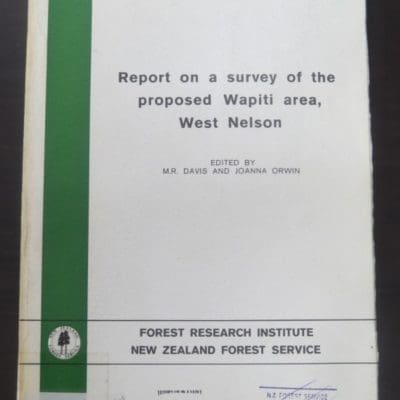 Report on a survey of the
proposed Wapiti area,
West Nelson
EDITED BY
M.R. DAVIS AND JOANNA ORWIN
FOREST RESEARCH INSTITUTE
NEW ZEALAND FOREST SERVICE
N.Z. FOREST SERVICE